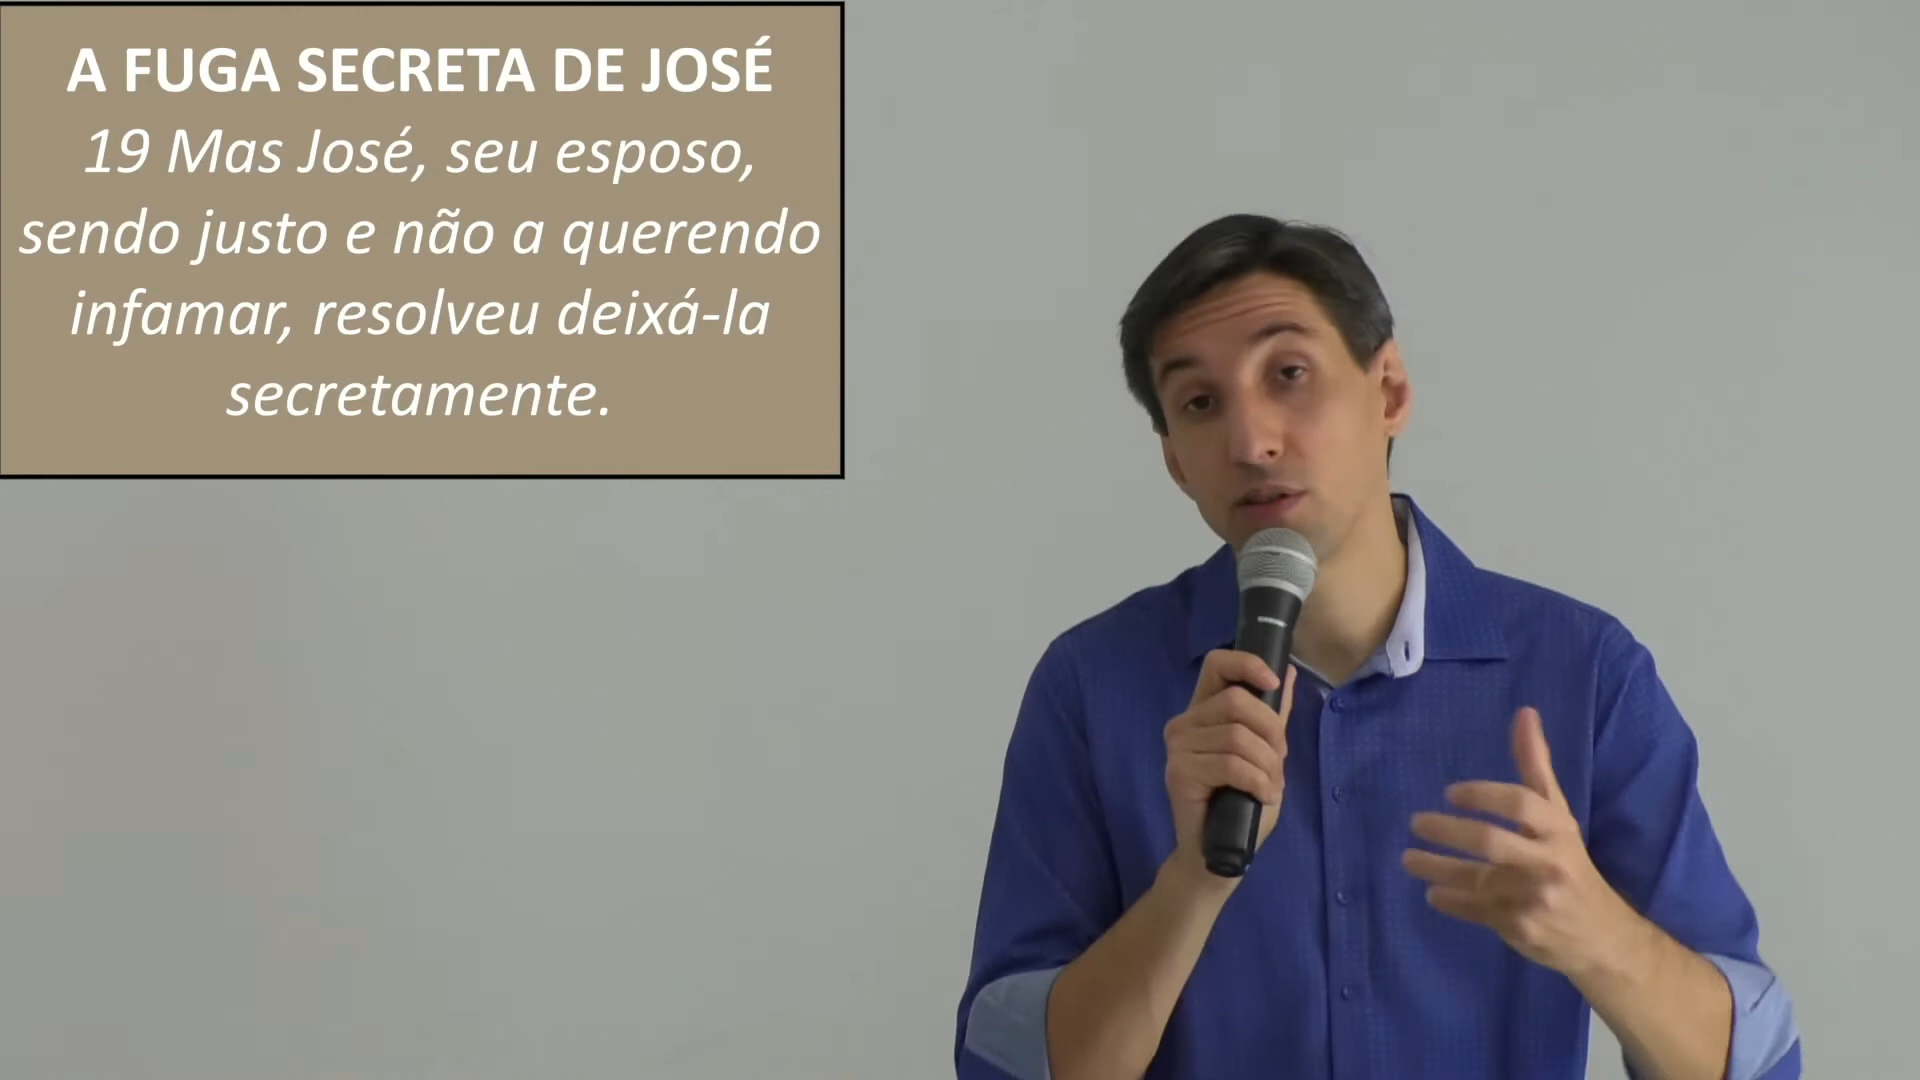 A FUGA SECRETA DE JOSÉ
19 Mas José, seu esposo,
sendo justo e não a querendo
infamar, resolveu deixá-la
secretamente.